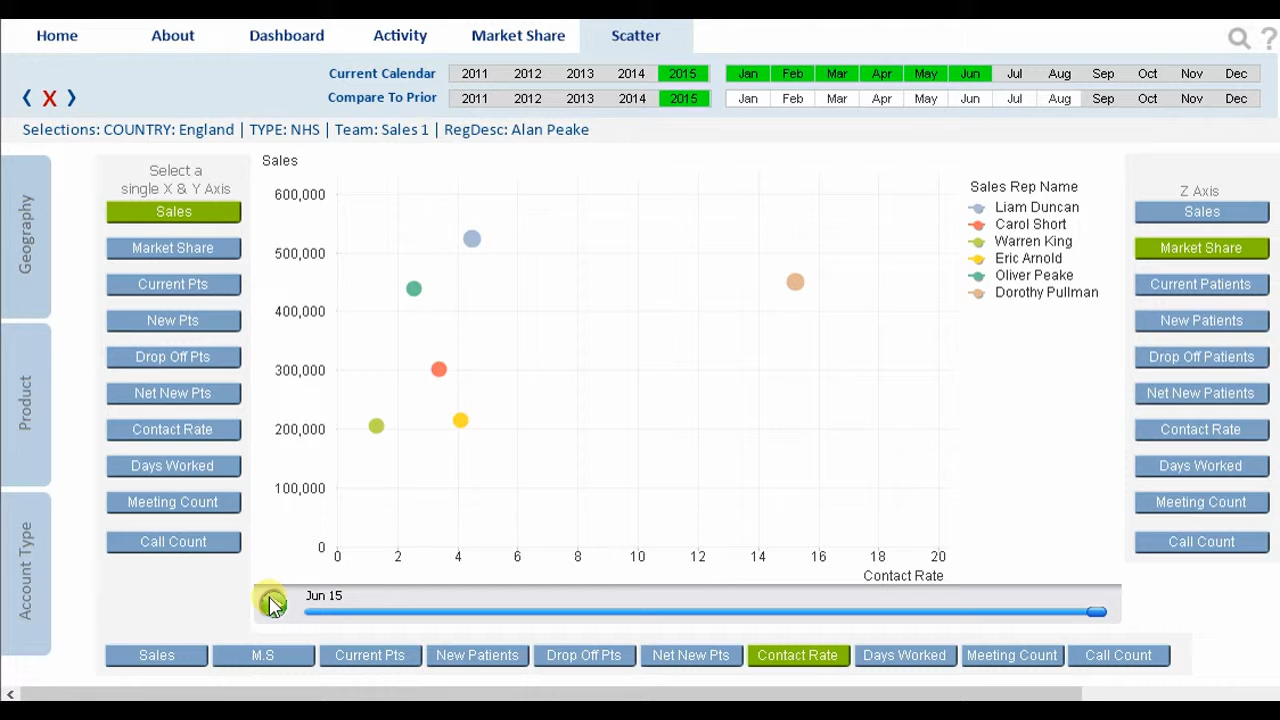 Home About Dashboard Activity Market Share Scatter
Current Calendar 2011 2012 2013 2014 2015 Jan Feb Mar Apr May Jun Jul Aug Sep Oct Nov Dec
Compare To Prior 2011 2012 2013 2014 2015 Jan Feb Mar Apr May Jun Jul Aug Sep Oct Nov Dec
Selections: COUNTRY: England | TYPE: NHS | Team: Sales 1 | RegDesc: Alan Peake
Geography
Product
Account Type
Select a
single X & Y Axis
Sales
Market Share
Current Pts
New Pts
Drop Off Pts
Net New Pts
Contact Rate
Days Worked
Meeting Count
Call Count
Sales
600,000
500,000
400,000
300,000
200,000
100,000
0
0 2 4 6 8 10 12 14 16 18 20
Contact Rate
Sales Rep Name
Liam Duncan
Carol Short
Warren King
Eric Arnold
Oliver Peake
Dorothy Pullman
Z Axis
Sales
Market Share
Current Patients
New Patients
Drop Off Patients
Net New Patients
Contact Rate
Days Worked
Meeting Count
Call Count
Jun 15
Sales M.S Current Pts New Patients Drop Off Pts Net New Pts Contact Rate Days Worked Meeting Count Call Count